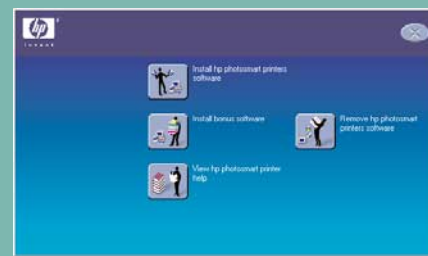 hp
invent
Install hp photosmart printers
software
Install bonus software
Remove hp photosmart
printers software
View hp photosmart printer
help